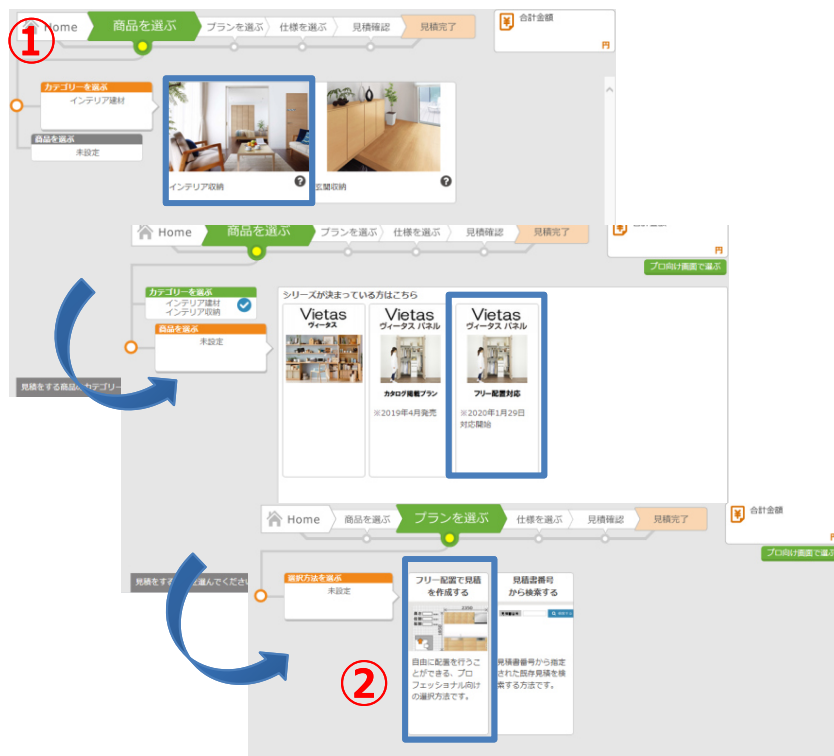 ①
Home
商品を選ぶ
プランを選ぶ
仕様を選ぶ
見積確認
見積完了
合計金額
円
カテゴリーを選ぶ
インテリア建材
商品を選ぶ
未設定
インテリア収納
玄関収納
Home
商品を選ぶ
プランを選ぶ
仕様を選ぶ
見積確認
見積完了
円
プロ向け画面で選ぶ
カテゴリーを選ぶ
インテリア建材
インテリア収納
商品を選ぶ
未設定
見積をする商品のカテゴリー
シリーズが決まっている方はこちら
Vietas
ヴィータス
Vietas
ヴィータス パネル
カタログ掲載プラン
※2019年4月発売
Vietas
ヴィータス パネル
フリー配置対応
※2020年1月29日
対応開始
Home
商品を選ぶ
プランを選ぶ
仕様を選ぶ
見積確認
見積完了
合計金額
プロ向け画面で選ぶ
見積をする
選んでください
選択方法を選ぶ
未設定
②
フリー配置で見積
を作成する
自由に配置を行うこ
とができる、プロ
フェッショナル向け
の選択方法です。
見積書番号
から検索する
見積書番号から指定
された既存見積を検
索する方法です。